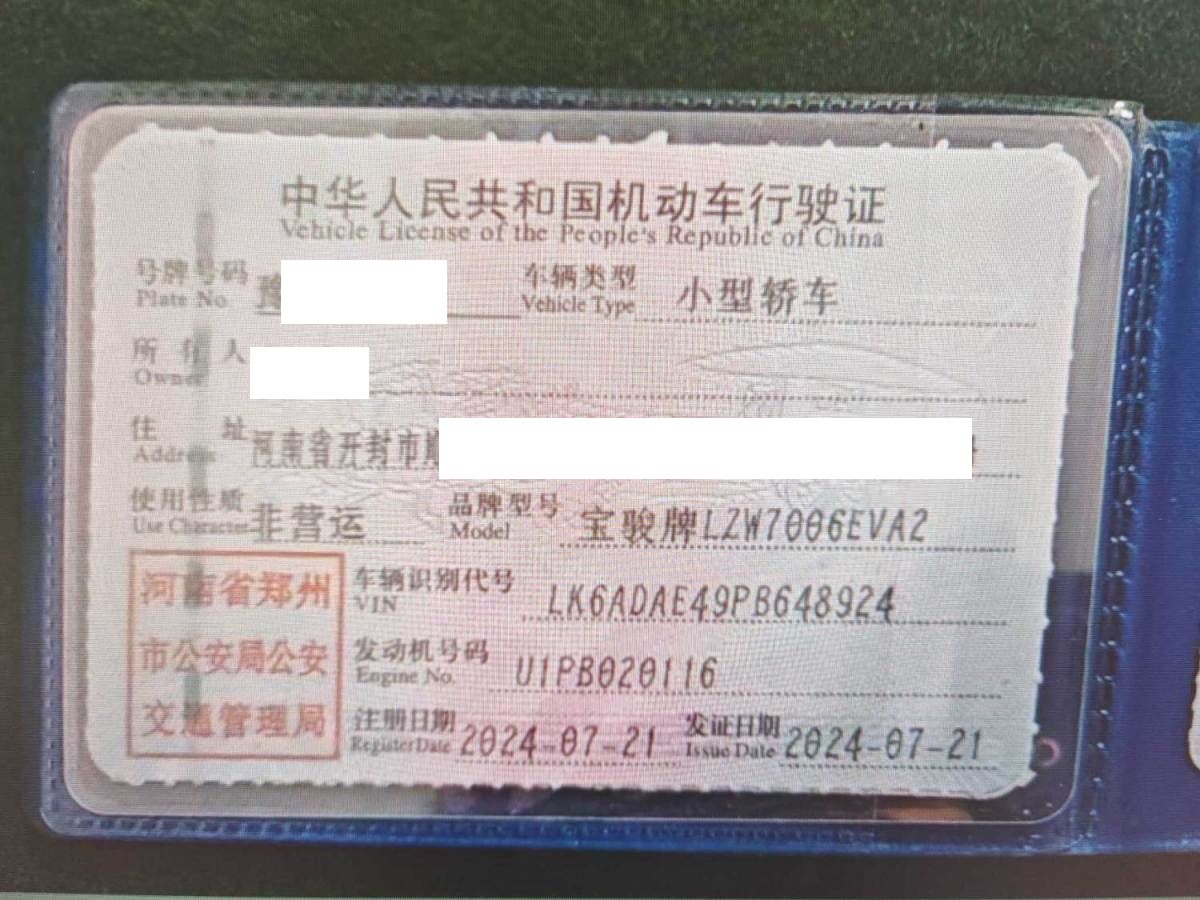 中华人民共和国机动车行驶证
Vehicle License of the People's Republic of China
号牌号码 豫 车辆类型 小型轿车
Plate No. Vehicle Type
所有人
Owner
住址 河南省开封市
Address
使用性质 非营运 品牌型号 宝骏牌LZW7006EVA2
Use Character Model
河南省郑州
市公安局公安
交通管理局
车辆识别代号 LK6ADAE49PB648924
VIN
发动机号码 U1PB020116
Engine No.
注册日期 2024-07-21 发证日期 2024-07-21
Register Date Issue Date